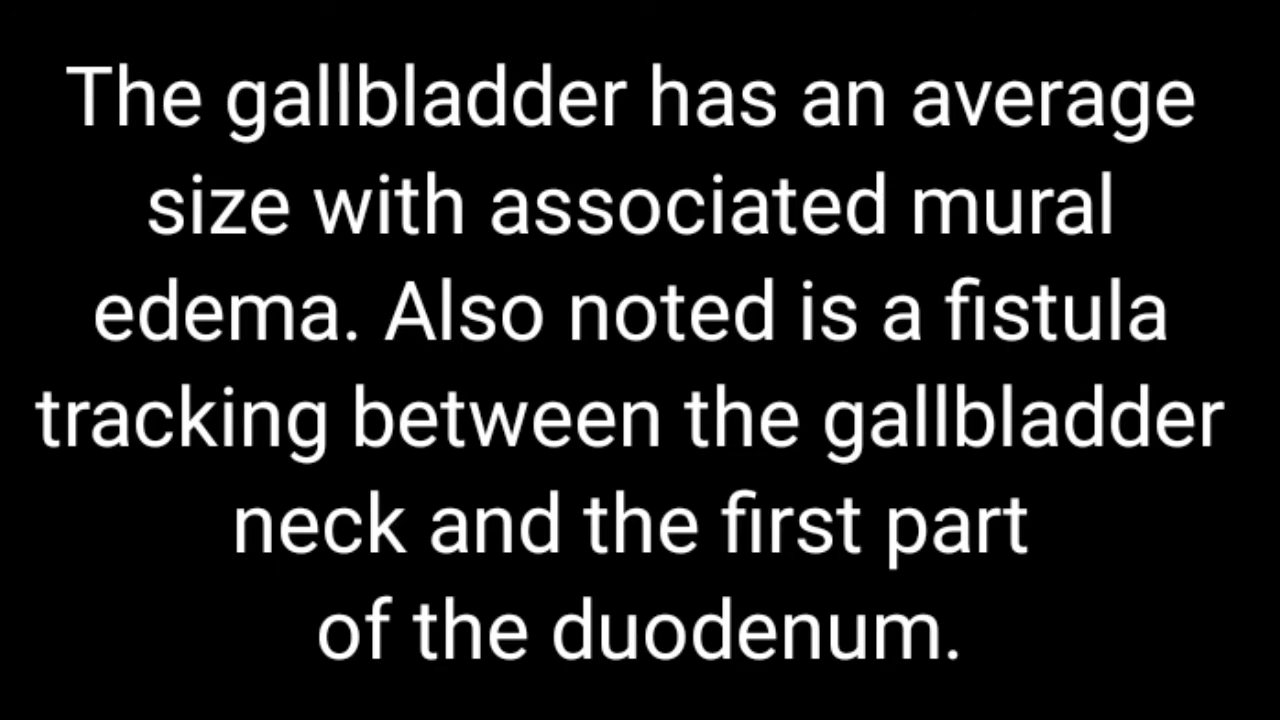 The gallbladder has an average
size with associated mural
edema. Also noted is a fistula
tracking between the gallbladder
neck and the first part
of the duodenum.